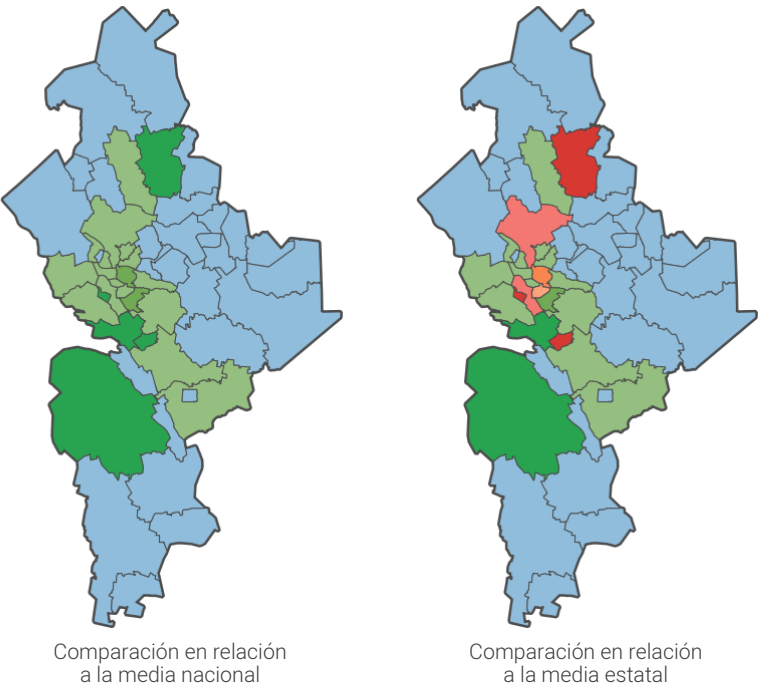 Comparación en relación
a la media nacional
Comparación en relación
a la media estatal